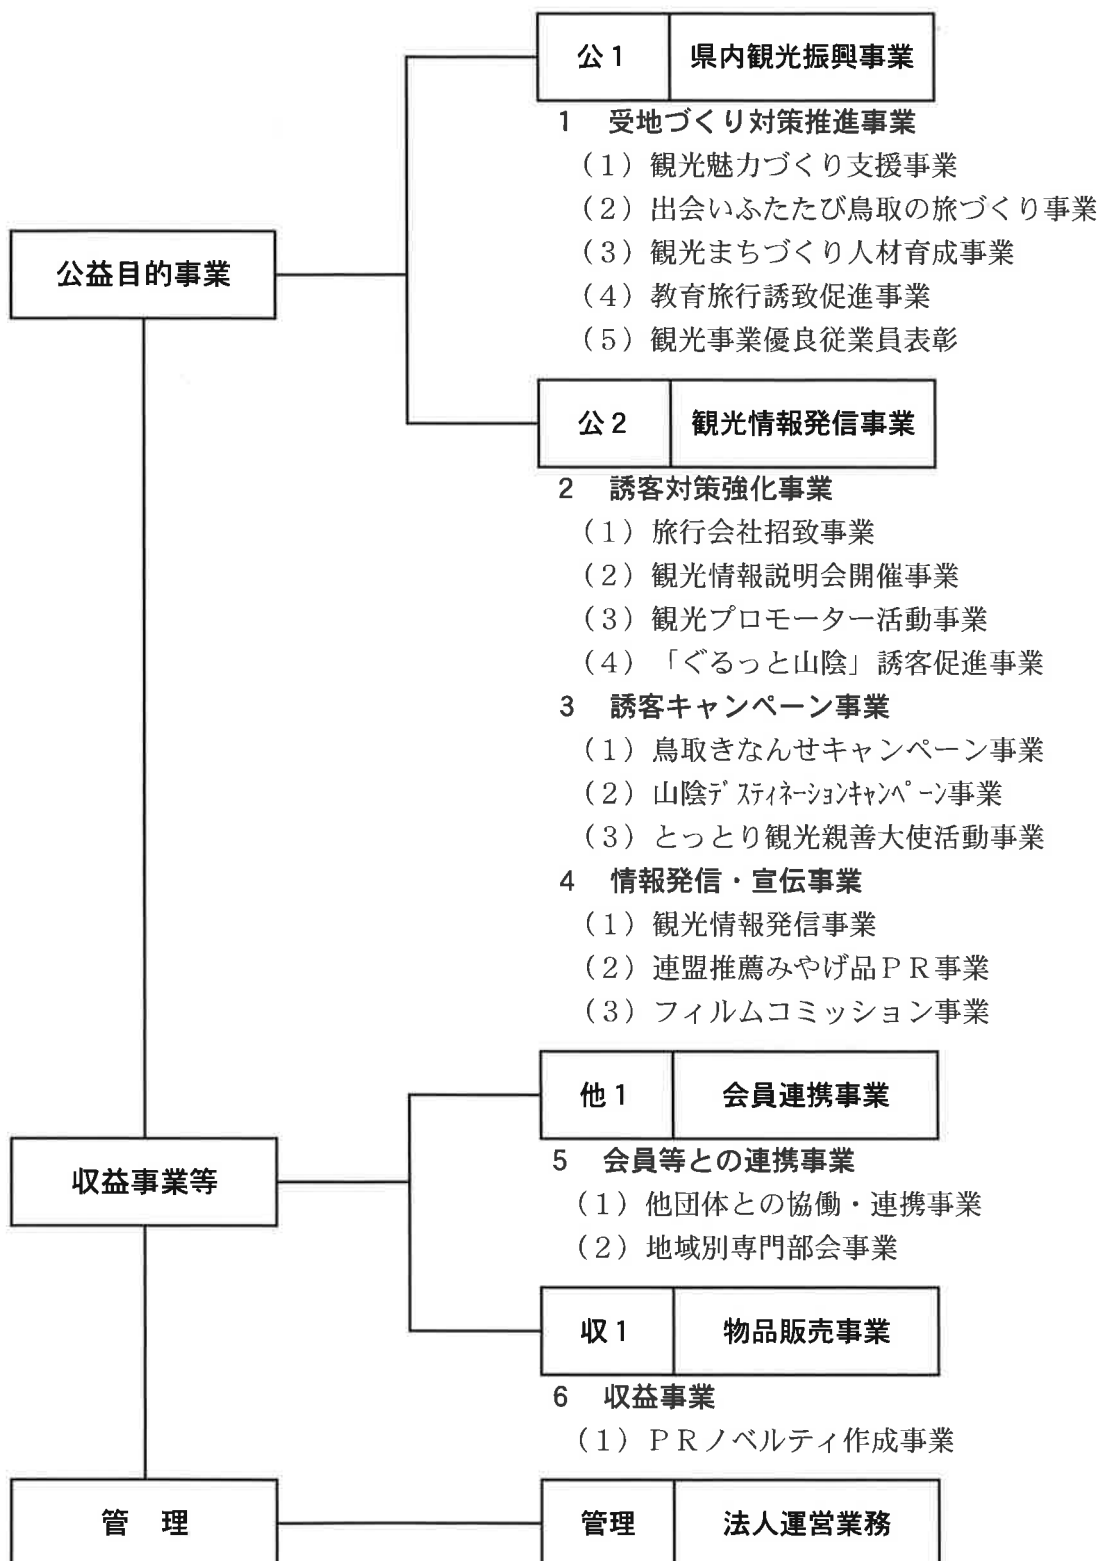 公１ 県内観光振興事業
1 受地づくり対策推進事業
（１）観光魅力づくり支援事業
（２）出会いふたたび鳥取の旅づくり事業
（３）観光まちづくり人材育成事業
（４）教育旅行誘致促進事業
（５）観光事業優良従業員表彰
公益目的事業
公２ 観光情報発信事業
2 誘客対策強化事業
（１）旅行会社招致事業
（２）観光情報説明会開催事業
（３）観光プロモーター活動事業
（４）「ぐるっと山陰」誘客促進事業
3 誘客キャンペーン事業
（１）鳥取きなんせキャンペーン事業
（２）山陰ﾃﾞｽﾃｨﾈｰｼｮﾝｷｬﾝﾍﾟｰﾝ事業
（３）とっとり観光親善大使活動事業
4 情報発信・宣伝事業
（１）観光情報発信事業
（２）連盟推薦みやげ品ＰＲ事業
（３）フィルムコミッション事業
収益事業等
他１ 会員連携事業
5 会員等との連携事業
（１）他団体との協働・連携事業
（２）地域別専門部会事業
収１ 物品販売事業
6 収益事業
（１）ＰＲノベルティ作成事業
管　理
管理 法人運営業務